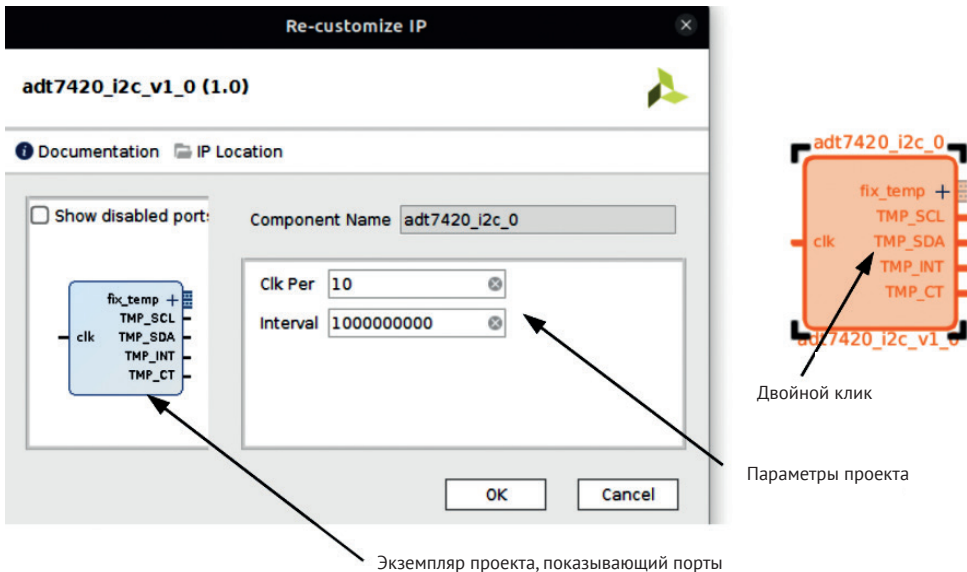 Re-customize IP
adt7420_i2c_v1_0 (1.0)
Documentation IP Location
Show disabled port
Component Name adt7420_i2c_0
Clk Per 10
Interval 1000000000
fix_temp
TMP_SCL
clk TMP_SDA
TMP_INT
TMP_CT
OK Cancel
adt7420_i2c_0
fix_temp
TMP_SCL
clk TMP_SDA
TMP_INT
TMP_CT
adt7420_i2c_v1_0
Двойной клик
Параметры проекта
Экземпляр проекта, показывающий порты